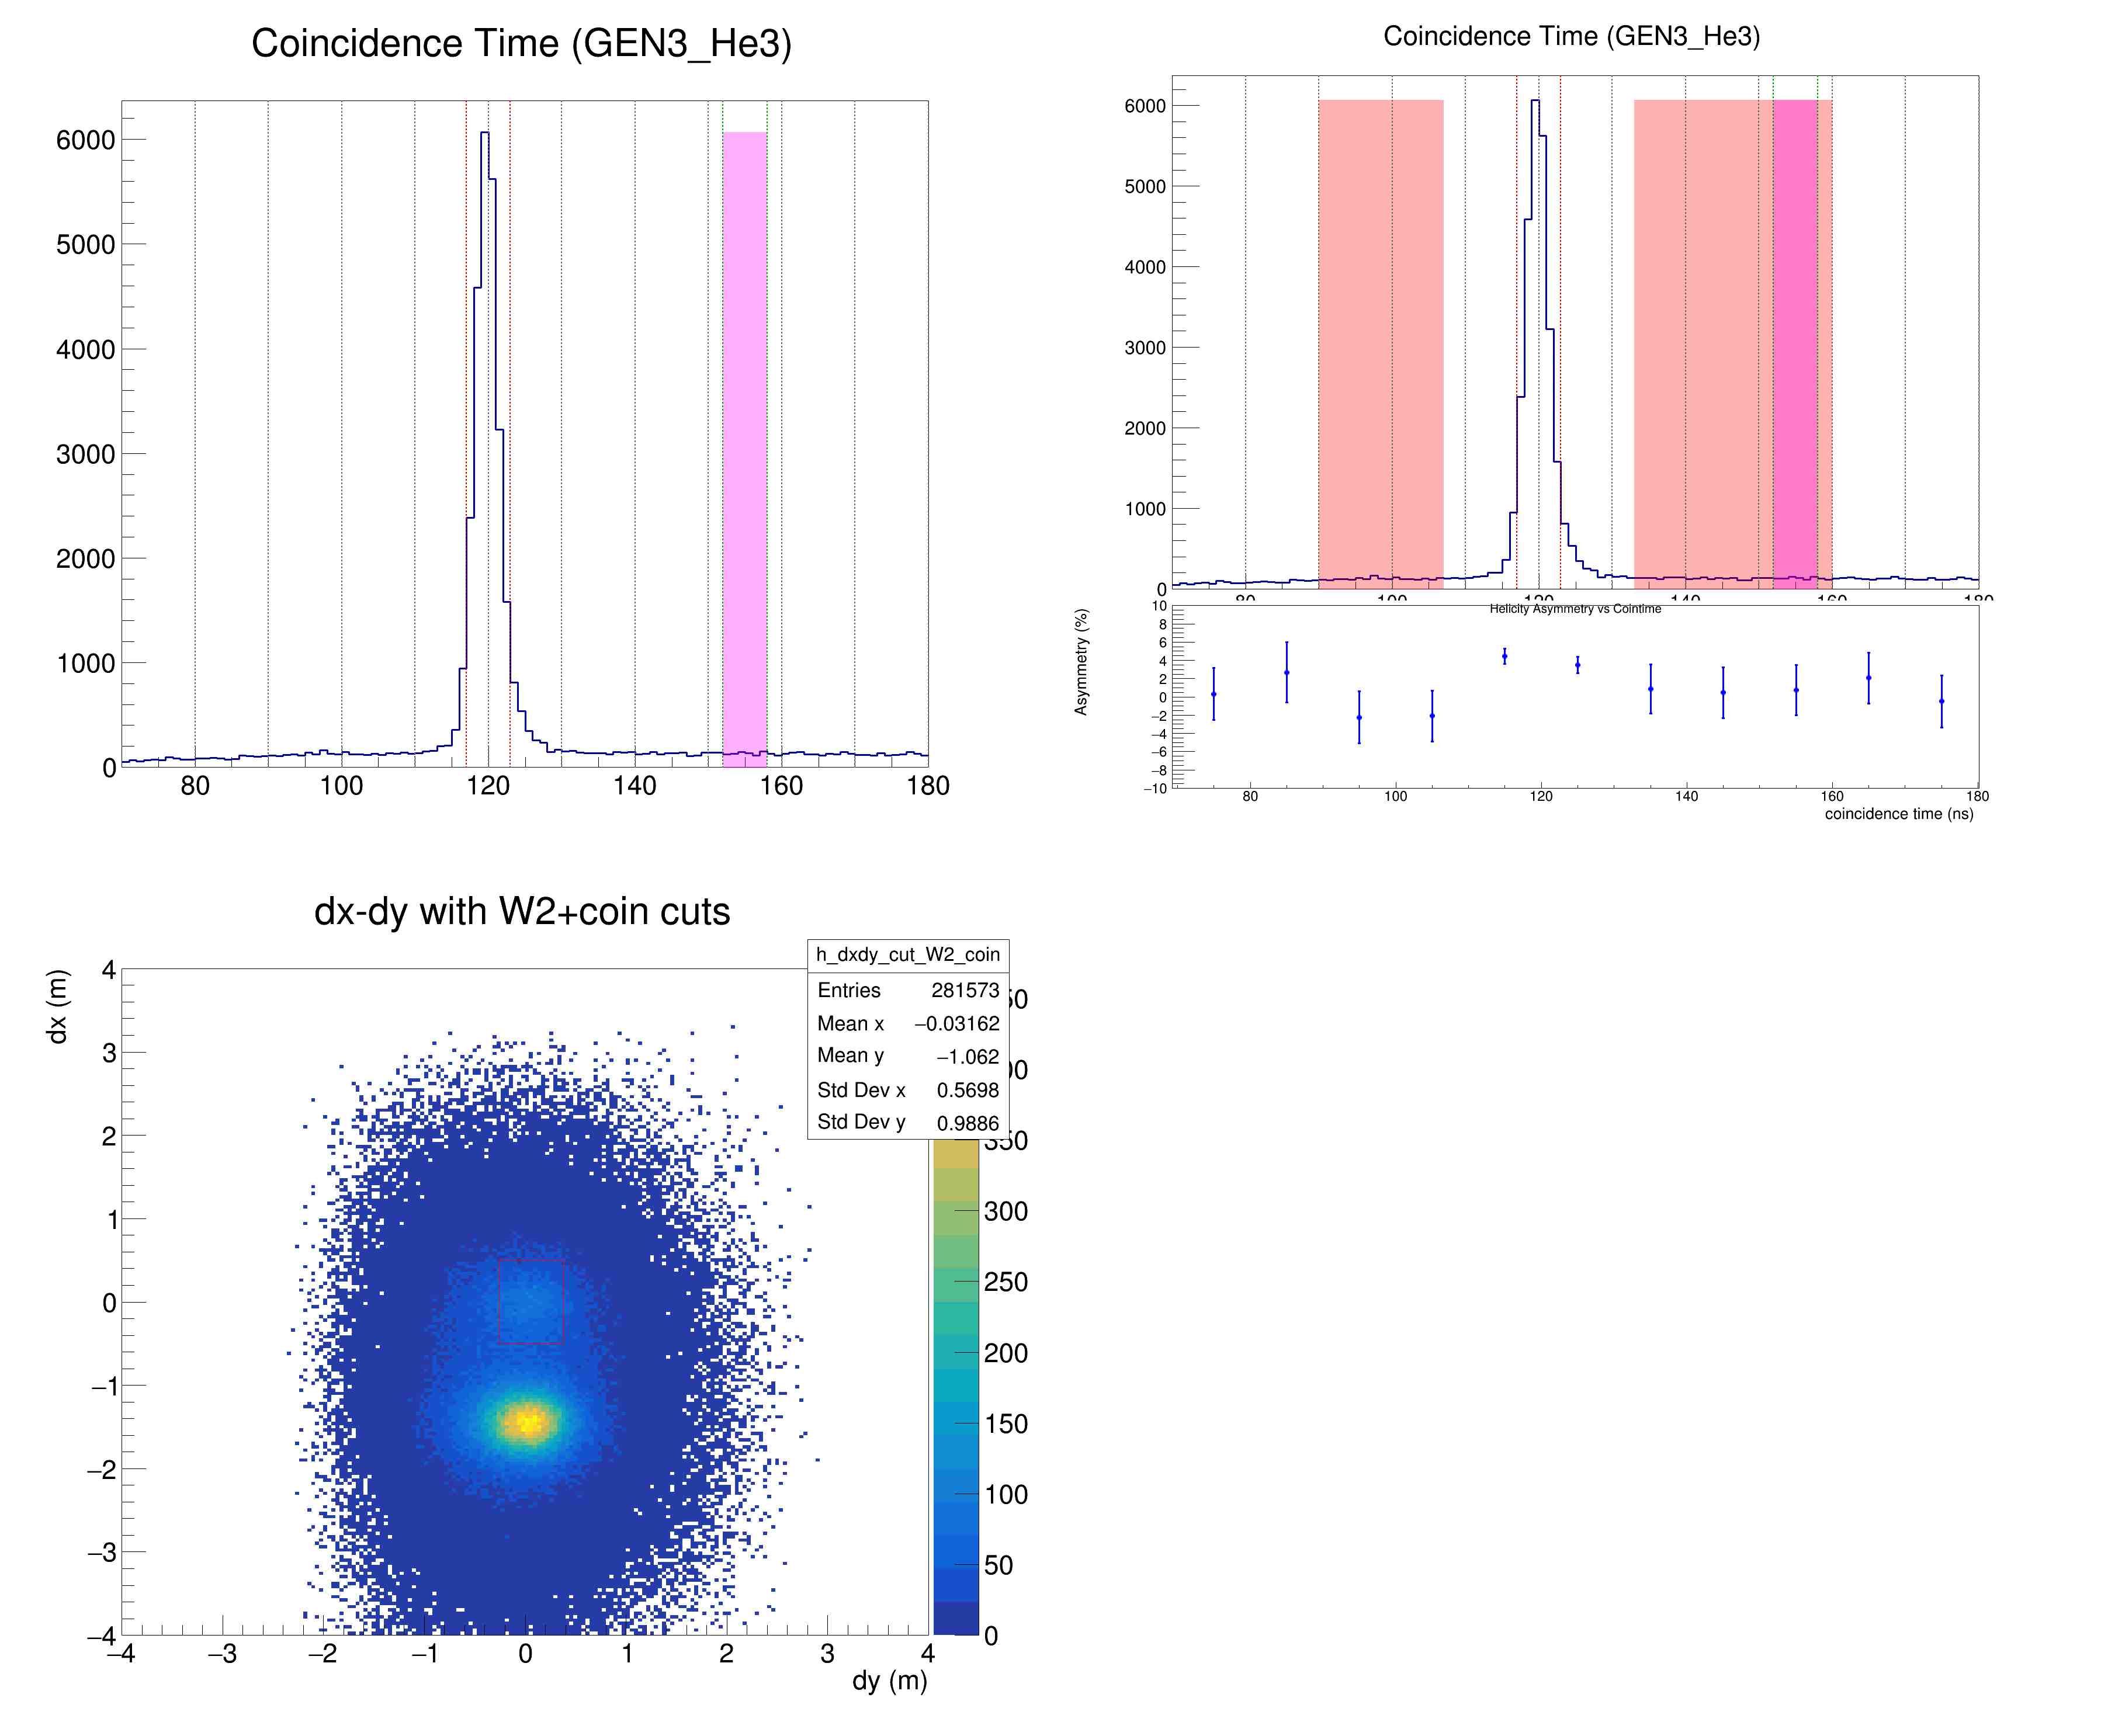 Coincidence Time (GEN3_He3)
6000
5000
4000
3000
2000
1000
0
80 100 120 140 160 180
Coincidence Time (GEN3_He3)
6000
5000
4000
3000
2000
1000
0
Helicity Asymmetry vs Cointime
Asymmetry (%)
10
8
6
4
2
0
−2
−4
−6
−8
−10
80 100 120 140 160 180
coincidence time (ns)
dx-dy with W2+coin cuts
h_dxdy_cut_W2_coin
Entries 281573
Mean x −0.03162
Mean y −1.062
Std Dev x 0.5698
Std Dev y 0.9886
dx (m)
4
3
2
1
0
−1
−2
−3
−4
−4 −3 −2 −1 0 1 2 3 4
dy (m)
350
300
250
200
150
100
50
0